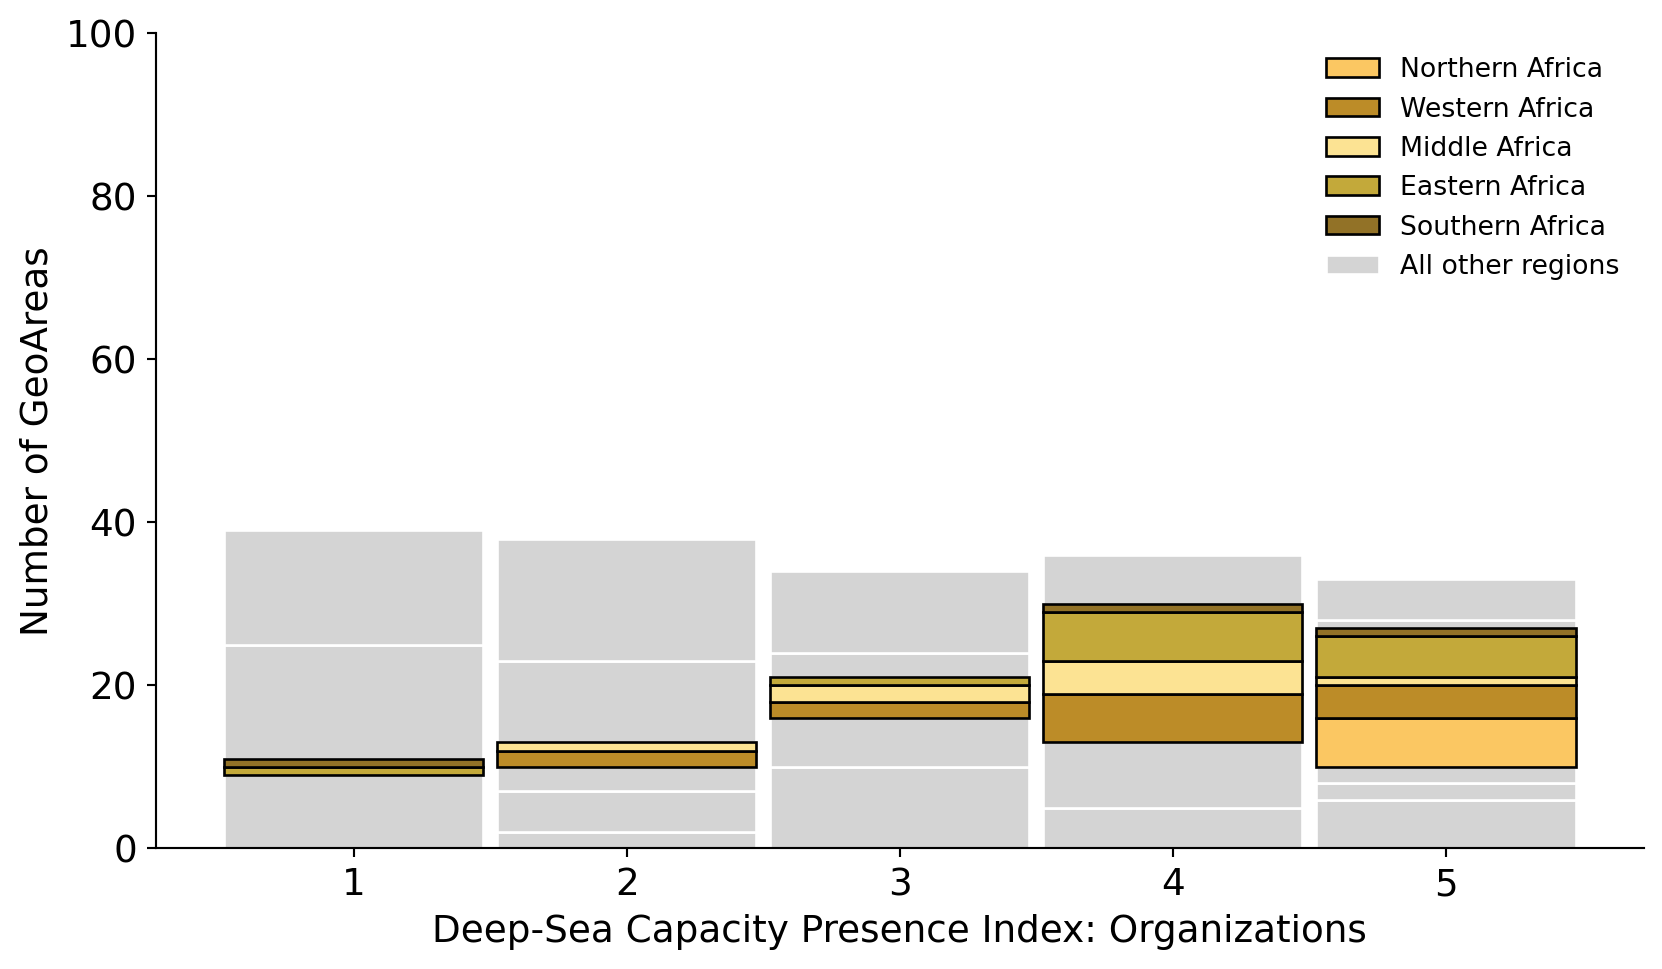 100
80
60
40
20
0
Number of GeoAreas
Northern Africa
Western Africa
Middle Africa
Eastern Africa
Southern Africa
All other regions
1 2 3 4 5
Deep-Sea Capacity Presence Index: Organizations